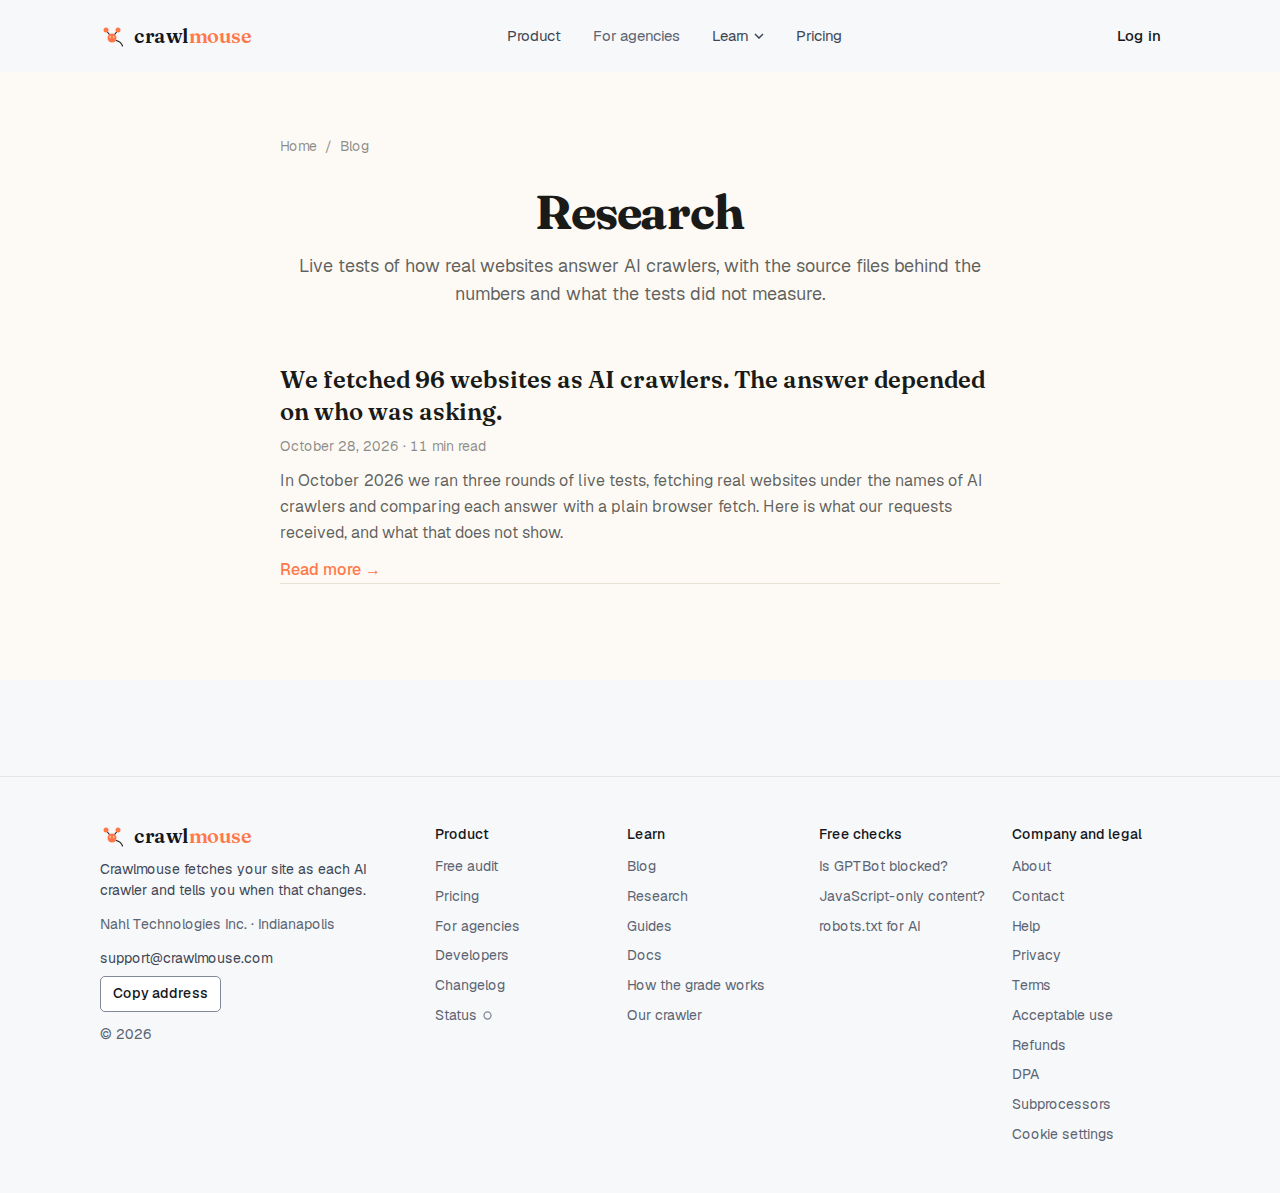 crawlmouse
Product
For agencies
Learn
Pricing
Log in
Home / Blog
Research
Live tests of how real websites answer AI crawlers, with the source files behind the
numbers and what the tests did not measure.
We fetched 96 websites as AI crawlers. The answer depended
on who was asking.
October 28, 2026 · 11 min read
In October 2026 we ran three rounds of live tests, fetching real websites under the names of AI
crawlers and comparing each answer with a plain browser fetch. Here is what our requests
received, and what that does not show.
Read more →
crawlmouse
Crawlmouse fetches your site as each AI
crawler and tells you when that changes.
Nahl Technologies Inc. · Indianapolis
support@crawlmouse.com
Copy address
© 2026
Product
Free audit
Pricing
For agencies
Developers
Changelog
Status
Learn
Blog
Research
Guides
Docs
How the grade works
Our crawler
Free checks
Is GPTBot blocked?
JavaScript-only content?
robots.txt for AI
Company and legal
About
Contact
Help
Privacy
Terms
Acceptable use
Refunds
DPA
Subprocessors
Cookie settings